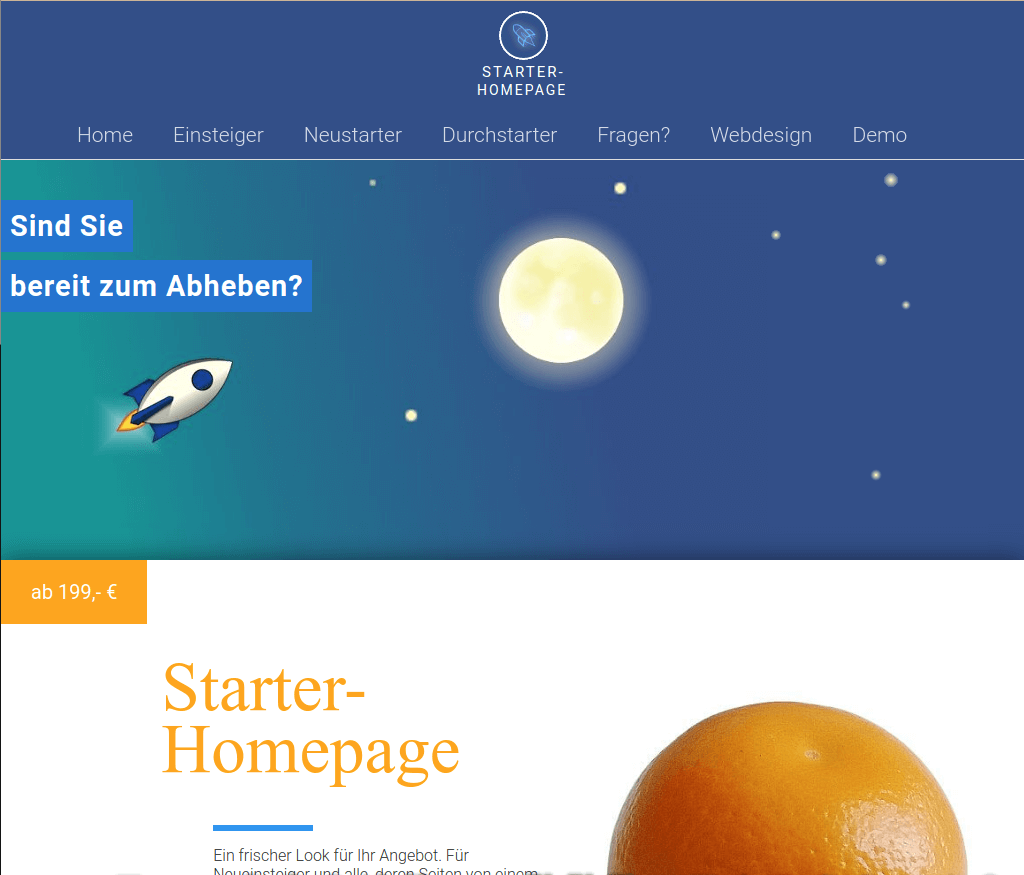 STARTER-
HOMEPAGE
Home Einsteiger Neustarter Durchstarter Fragen? Webdesign Demo
Sind Sie
bereit zum Abheben?
ab 199,- €
Starter-
Homepage
Ein frischer Look für Ihr Angebot. Für
Neueinsteiger und alle, deren Seiten von einem